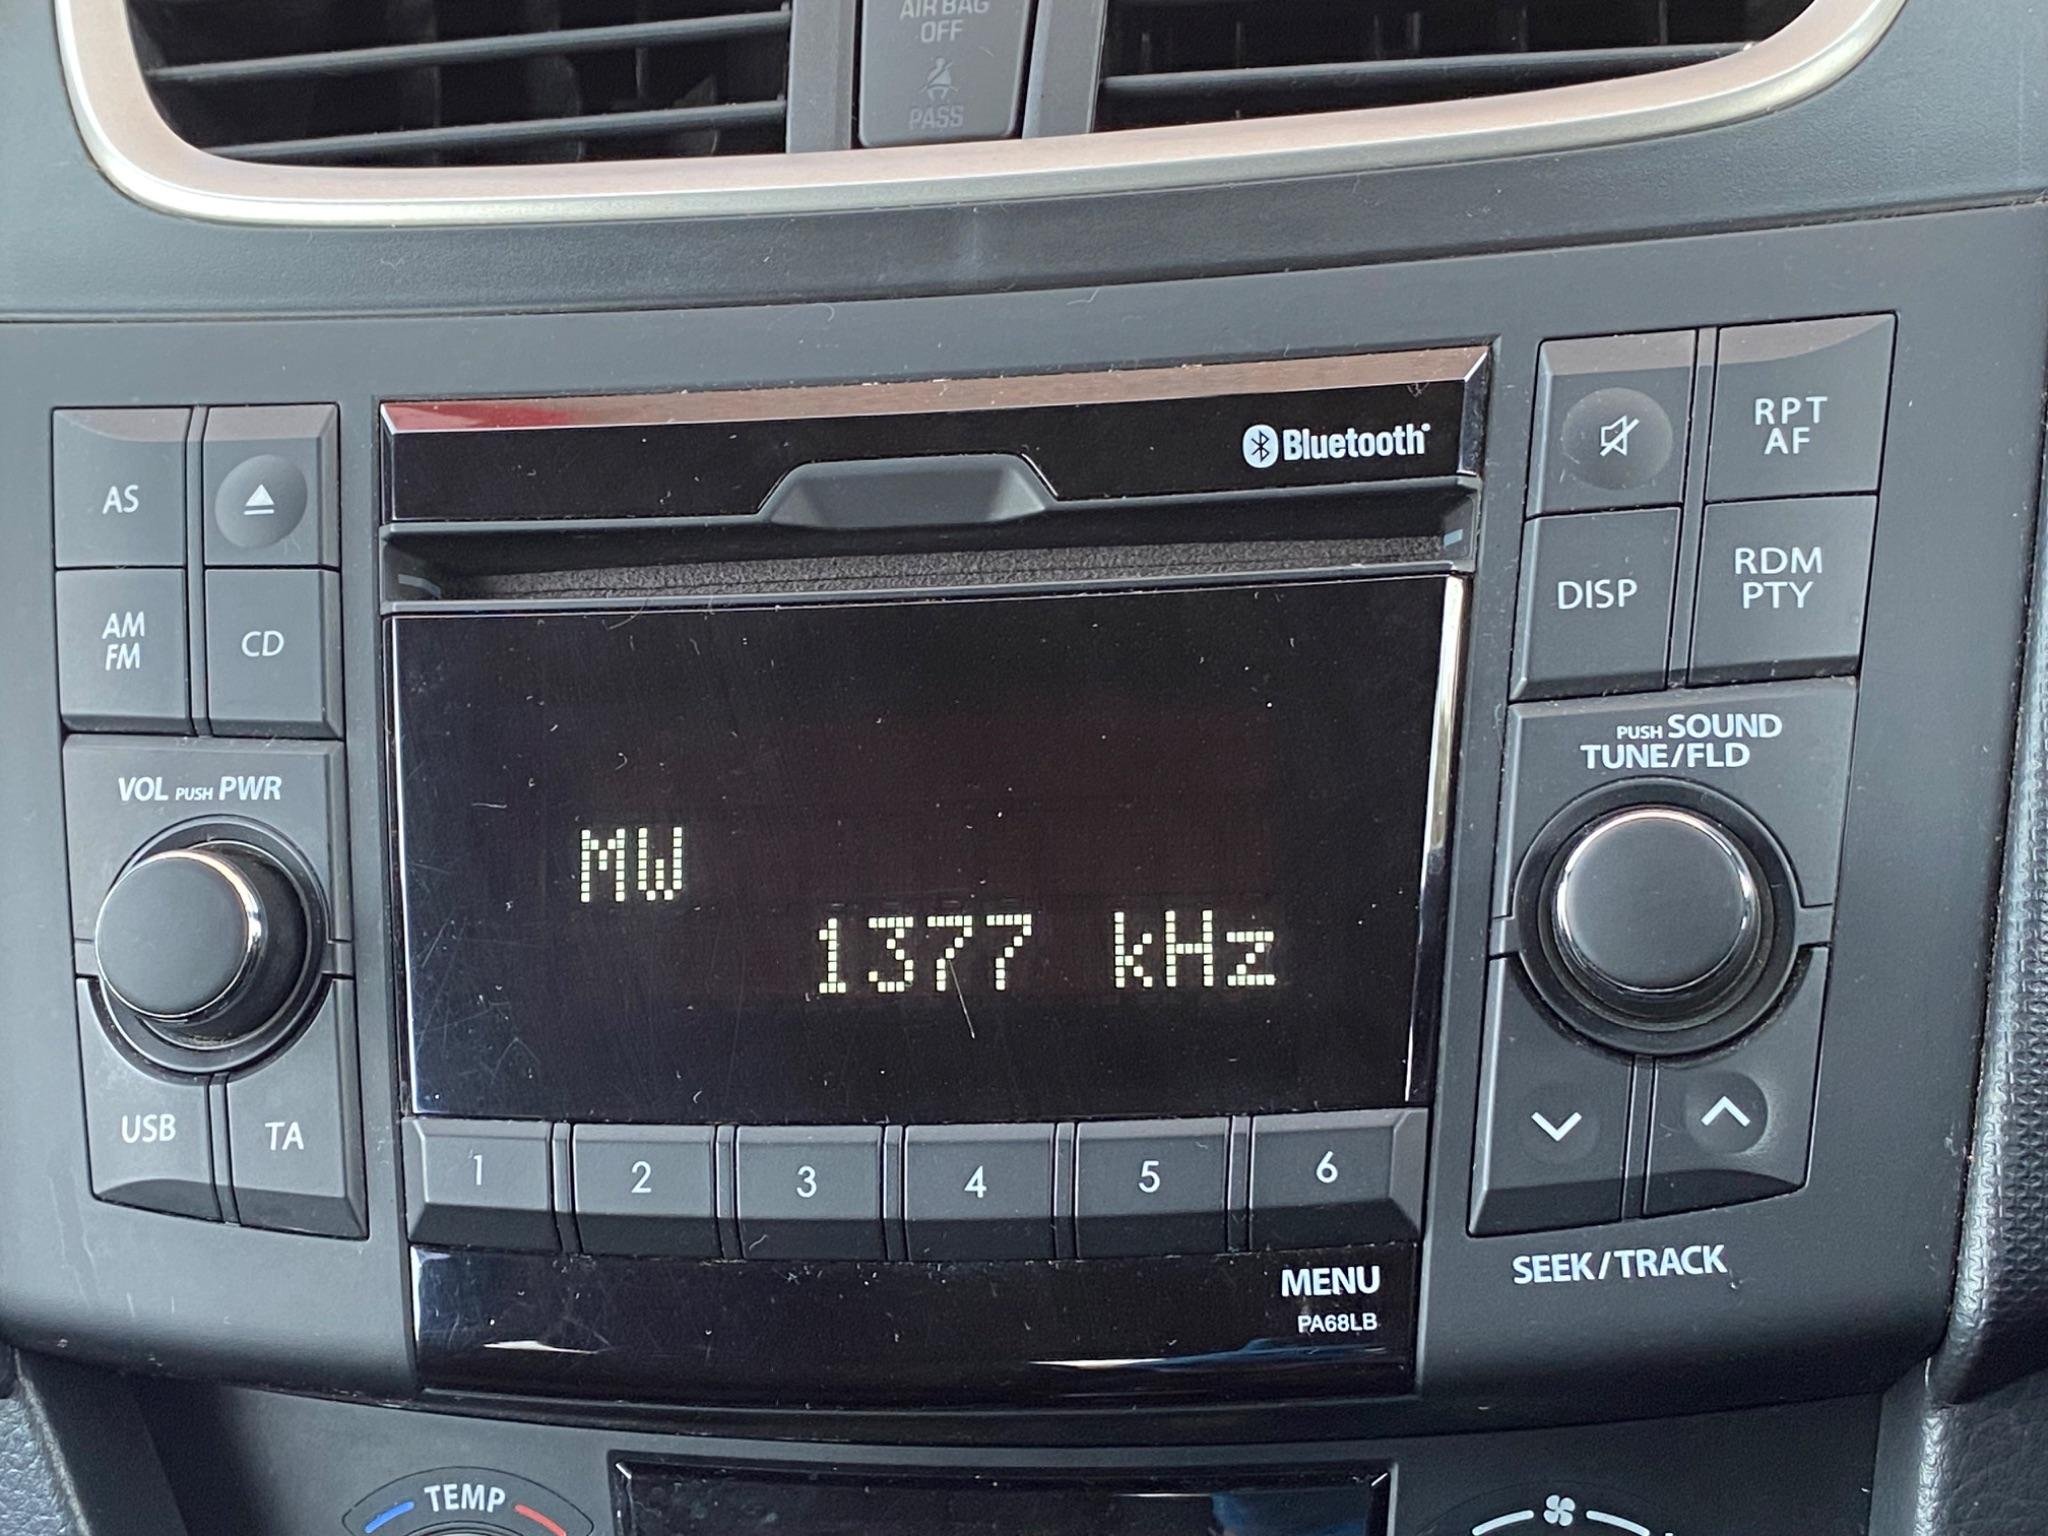 AIR BAG
OFF
PASS
Bluetooth
AS
AM
FM
CD
RPT
AF
DISP
RDM
PTY
VOL PUSH PWR
PUSH SOUND
TUNE/FLD
MW
1377 kHz
USB
TA
1
2
3
4
5
6
SEEK/TRACK
MENU
PA68LB
TEMP